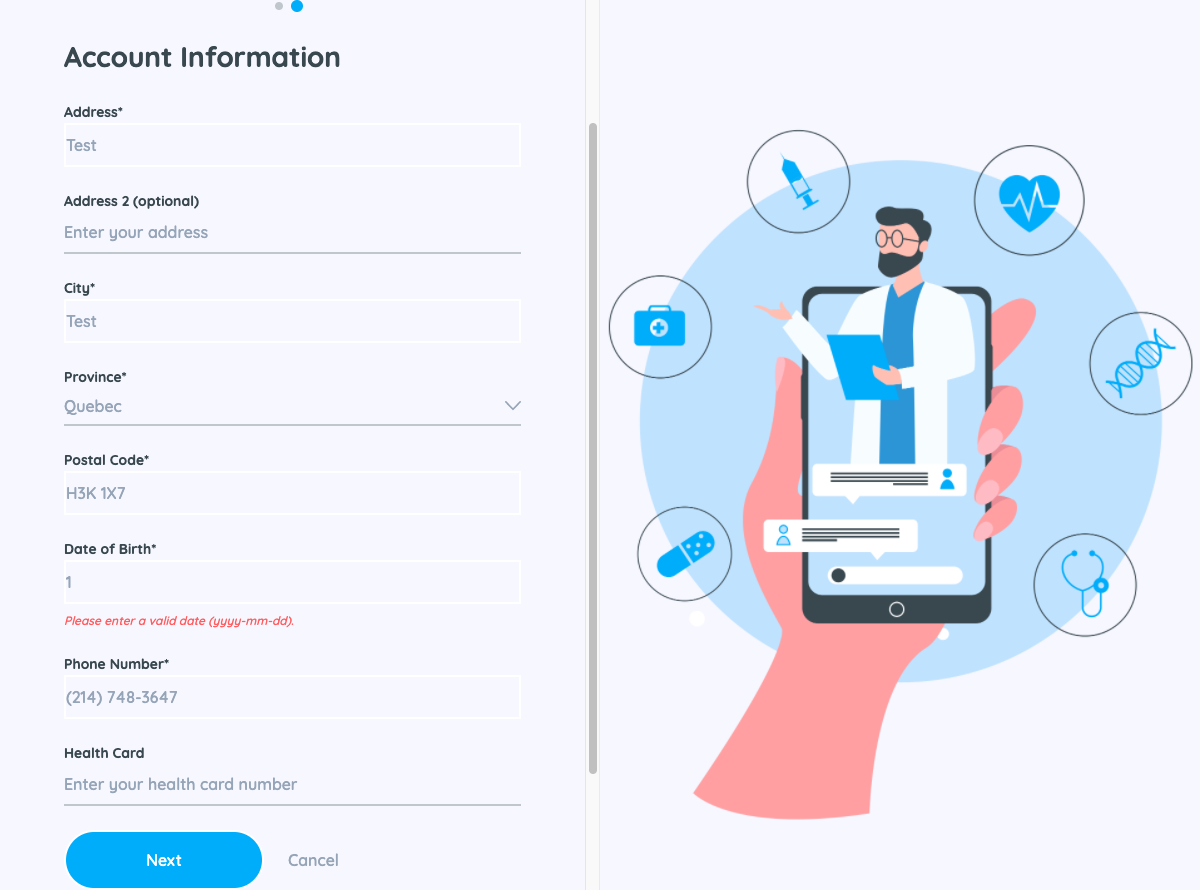 Account Information
Address*
Test
Address 2 (optional)
Enter your address
City*
Test
Province*
Quebec
Postal Code*
H3K 1X7
Date of Birth*
1
Please enter a valid date (yyyy-mm-dd).
Phone Number*
(214) 748-3647
Health Card
Enter your health card number
Next
Cancel